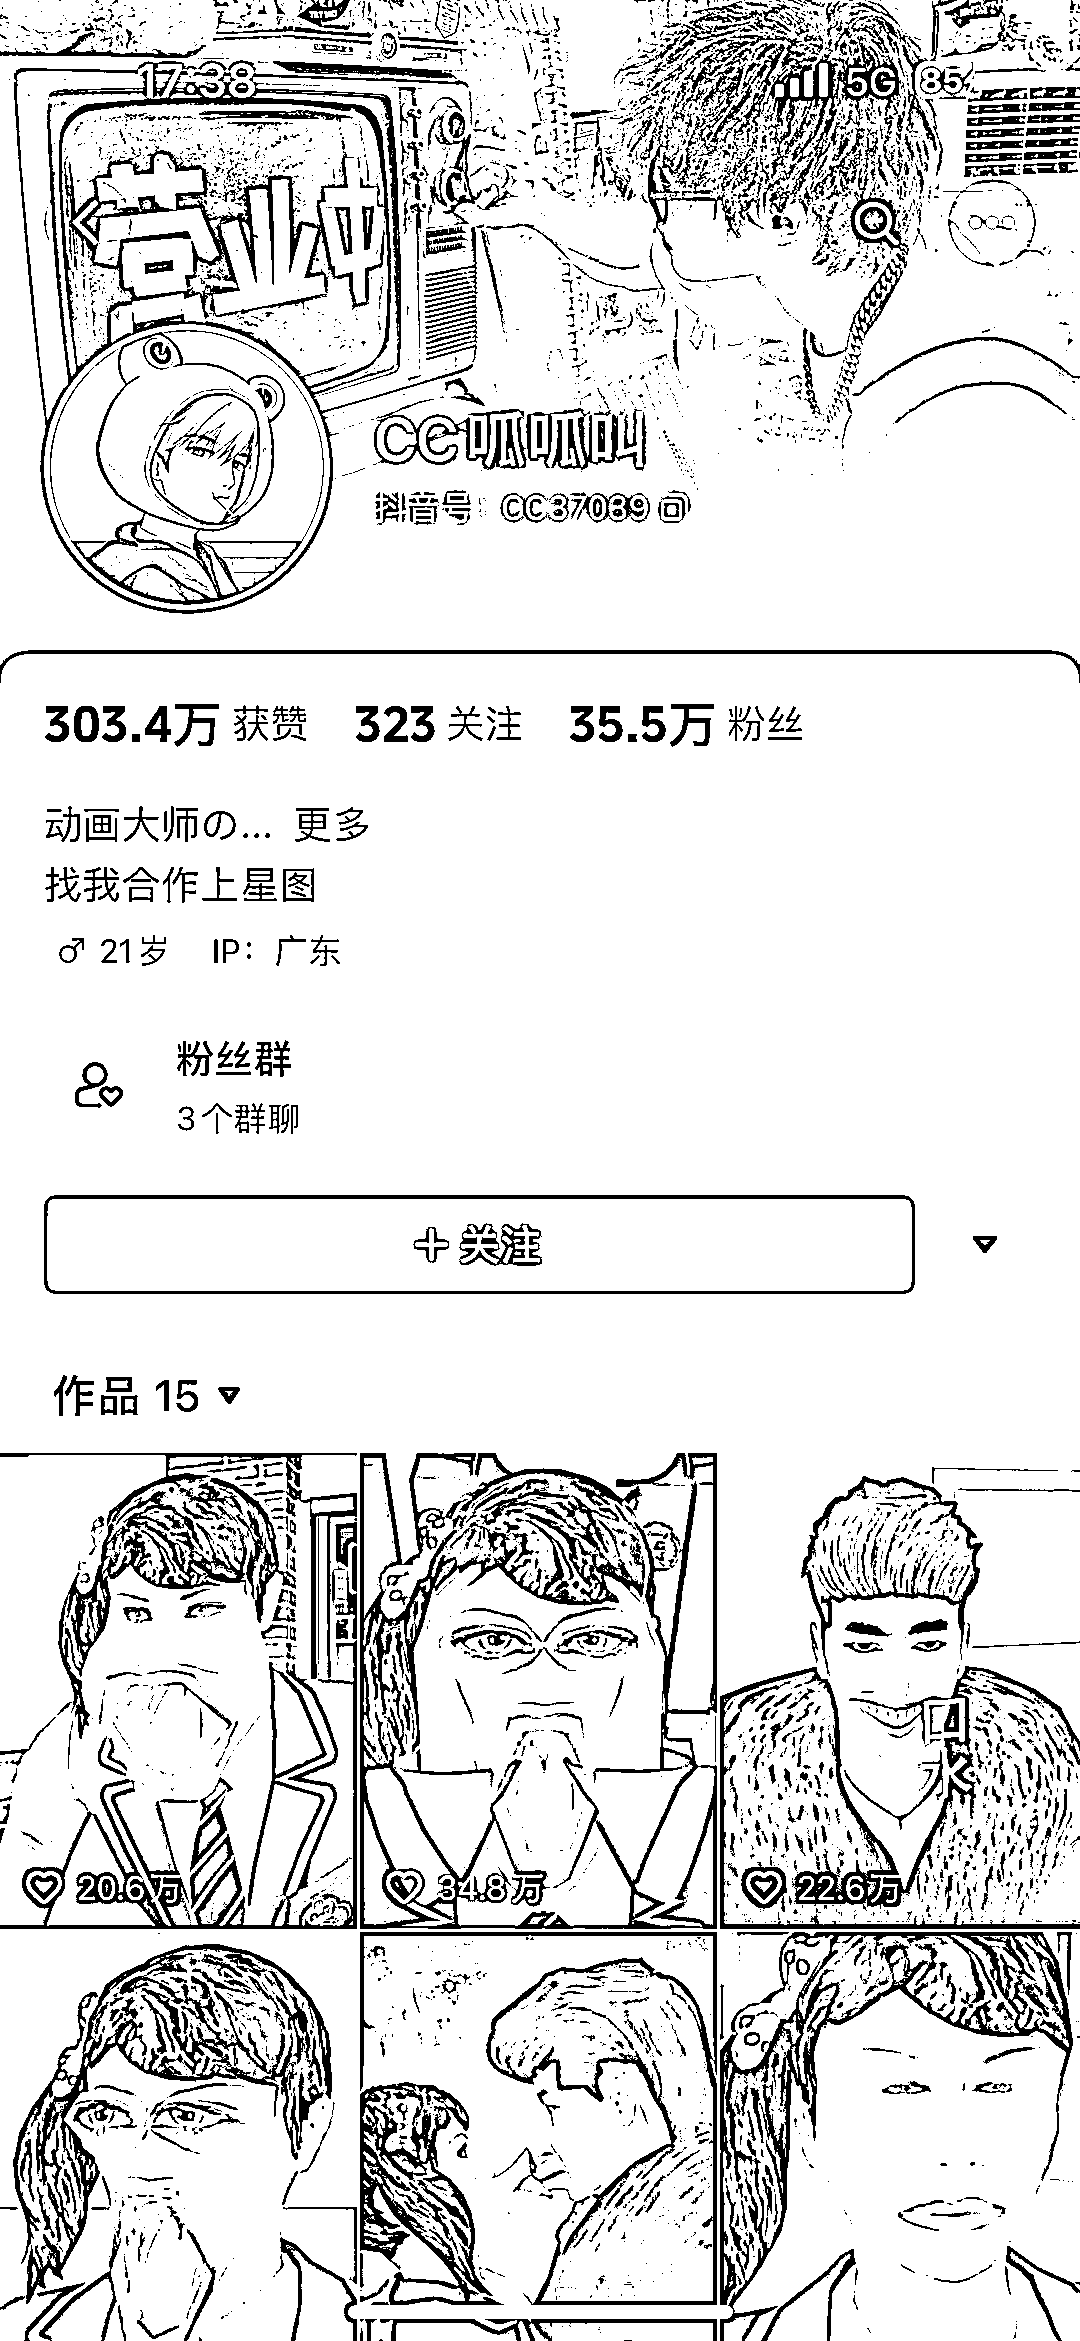 17:38 5G 85
营业中
CC呱呱叫
抖音号：CC37089
303.4万 获赞 323 关注 35.5万 粉丝
动画大师の... 更多
找我合作上星图
♂ 21岁 IP：广东
粉丝群
3个群聊
+ 关注
作品 15
口
水
20.6万 34.8万 22.6万